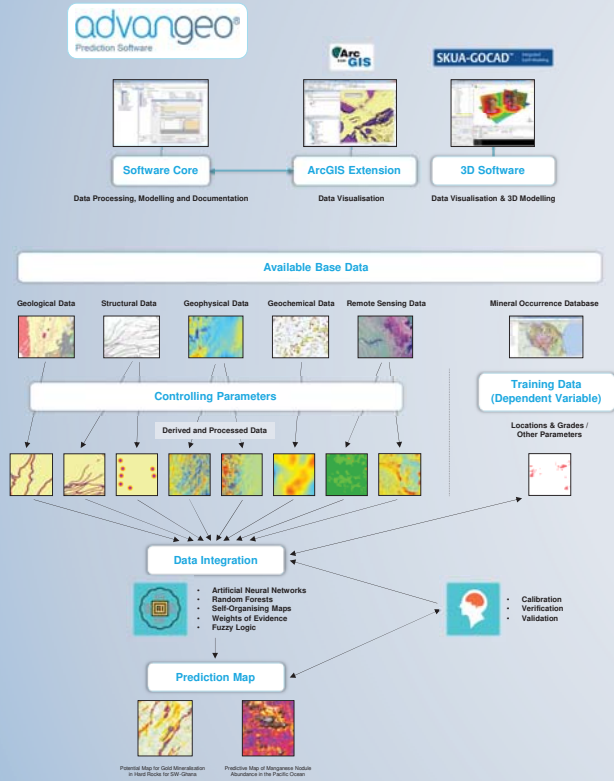 advangeo®
Prediction Software
Arc
GIS
SKUA-GOCAD™
Software Core
ArcGIS Extension
3D Software
Data Processing, Modelling and Documentation
Data Visualisation
Data Visualisation & 3D Modelling
Available Base Data
Geological Data
Structural Data
Geophysical Data
Geochemical Data
Remote Sensing Data
Mineral Occurrence Database
Controlling Parameters
Training Data
(Dependent Variable)
Derived and Processed Data
Locations & Grades /
Other Parameters
Data Integration
• Artificial Neural Networks
• Random Forests
• Self-Organising Maps
• Weights of Evidence
• Fuzzy Logic
• Calibration
• Verification
• Validation
Prediction Map
Potential Map for Gold Mineralisation
in Hard Rocks for SW-Ghana
Predictive Map of Manganese Nodule
Abundance in the Pacific Ocean